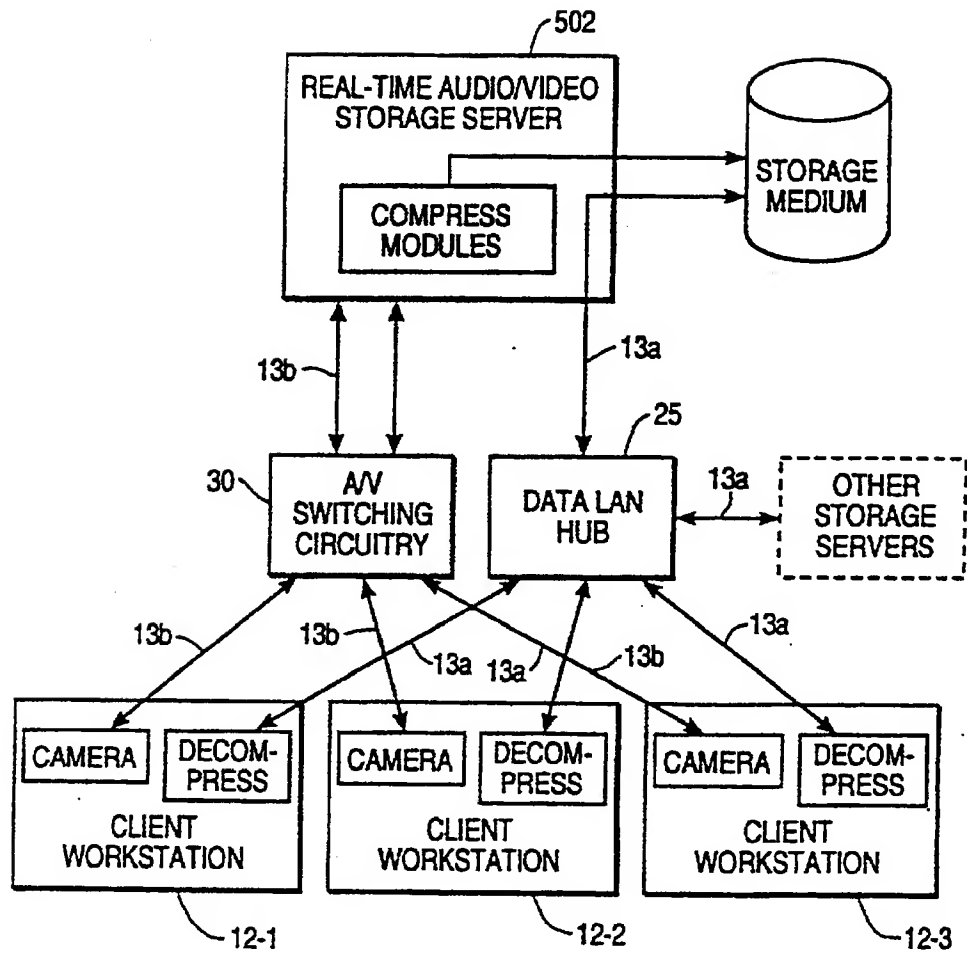 502
REAL-TIME AUDIO/VIDEO
STORAGE SERVER
COMPRESS
MODULES
STORAGE
MEDIUM
13b
13a
25
30
A/V
SWITCHING
CIRCUITRY
DATA LAN
HUB
13a
OTHER
STORAGE
SERVERS
13b
13b
13a
13a
13b
13a
CAMERA
DECOM-
PRESS
CLIENT
WORKSTATION
CAMERA
DECOM-
PRESS
CLIENT
WORKSTATION
CAMERA
DECOM-
PRESS
CLIENT
WORKSTATION
12-1
12-2
12-3